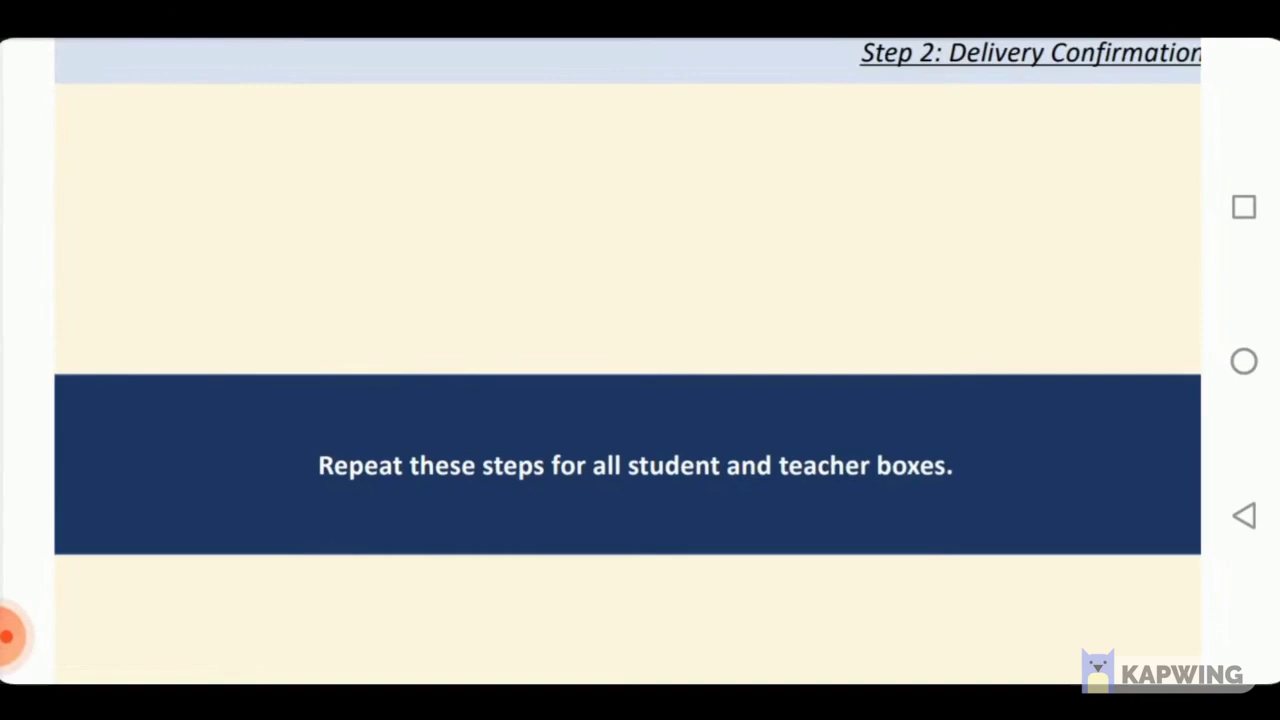 Step 2: Delivery Confirmation
Repeat these steps for all student and teacher boxes.
KAPWING